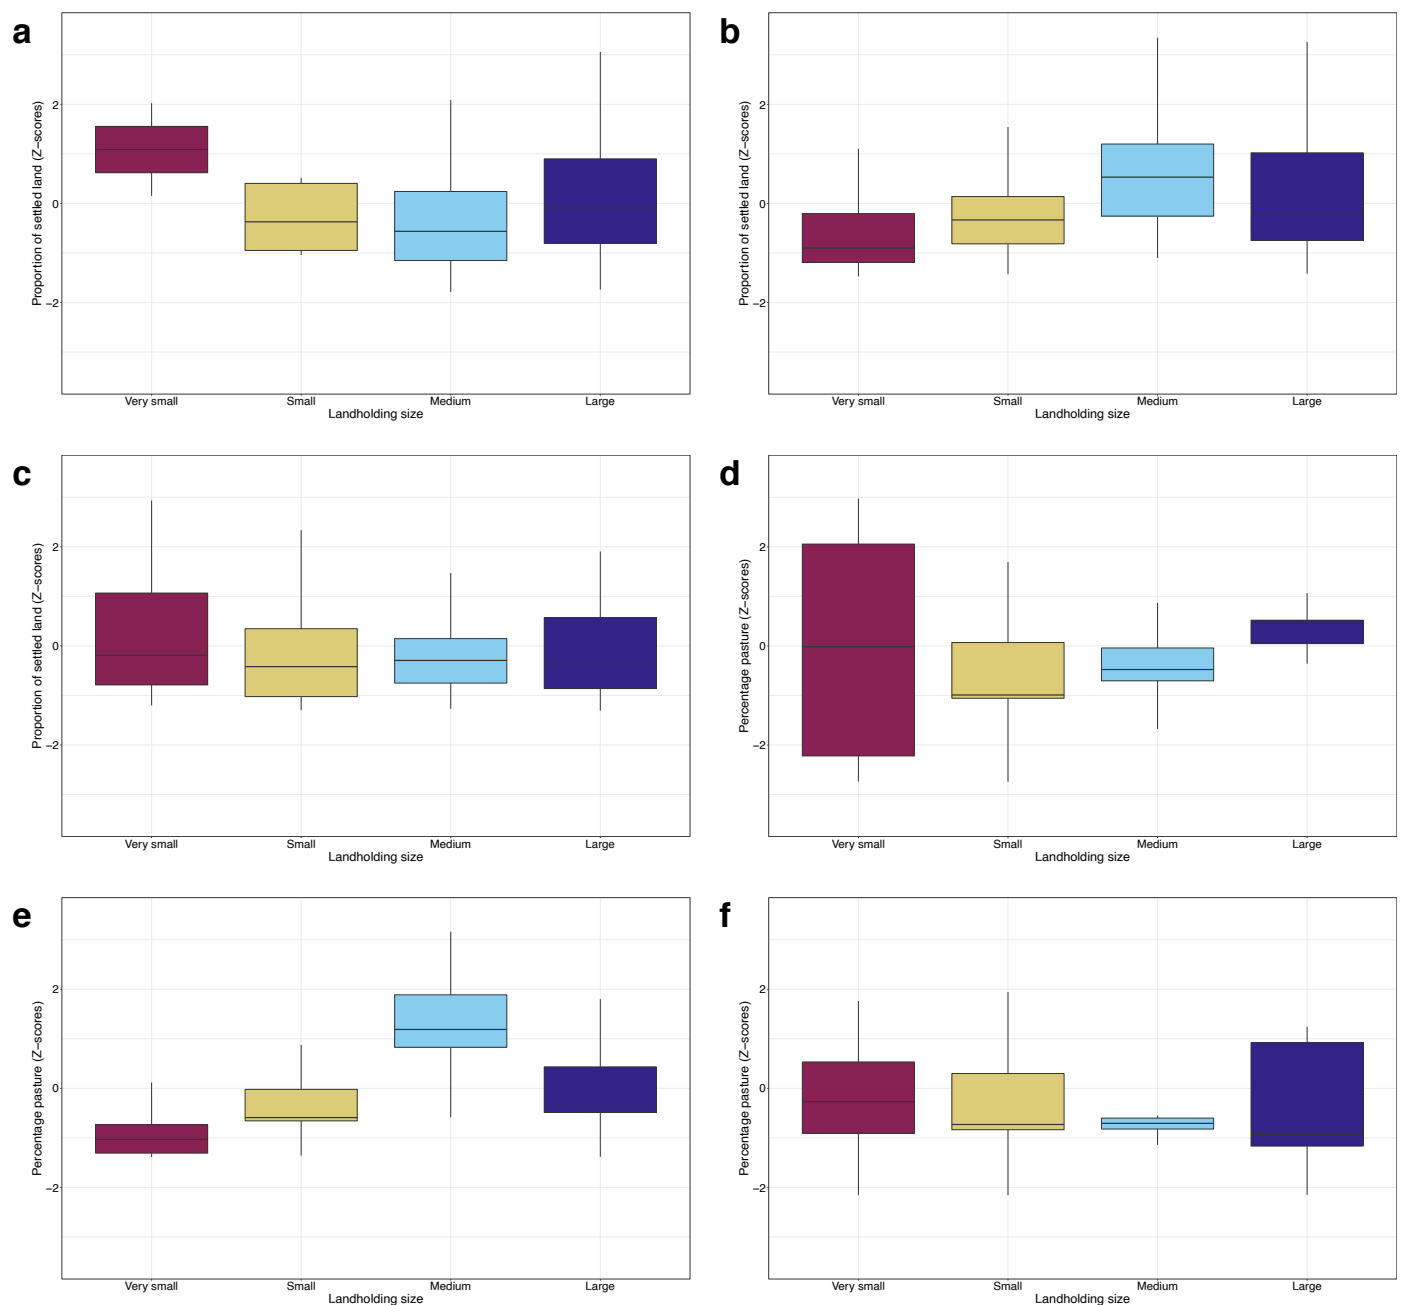 a
Proportion of settled land (Z−scores)
2
0
−2
Very small Small Medium Large
Landholding size
b
Proportion of settled land (Z−scores)
2
0
−2
Very small Small Medium Large
Landholding size
c
Proportion of settled land (Z−scores)
2
0
−2
Very small Small Medium Large
Landholding size
d
Percentage pasture (Z−scores)
2
0
−2
Very small Small Medium Large
Landholding size
e
Percentage pasture (Z−scores)
2
0
−2
Very small Small Medium Large
Landholding size
f
Percentage pasture (Z−scores)
2
0
−2
Very small Small Medium Large
Landholding size